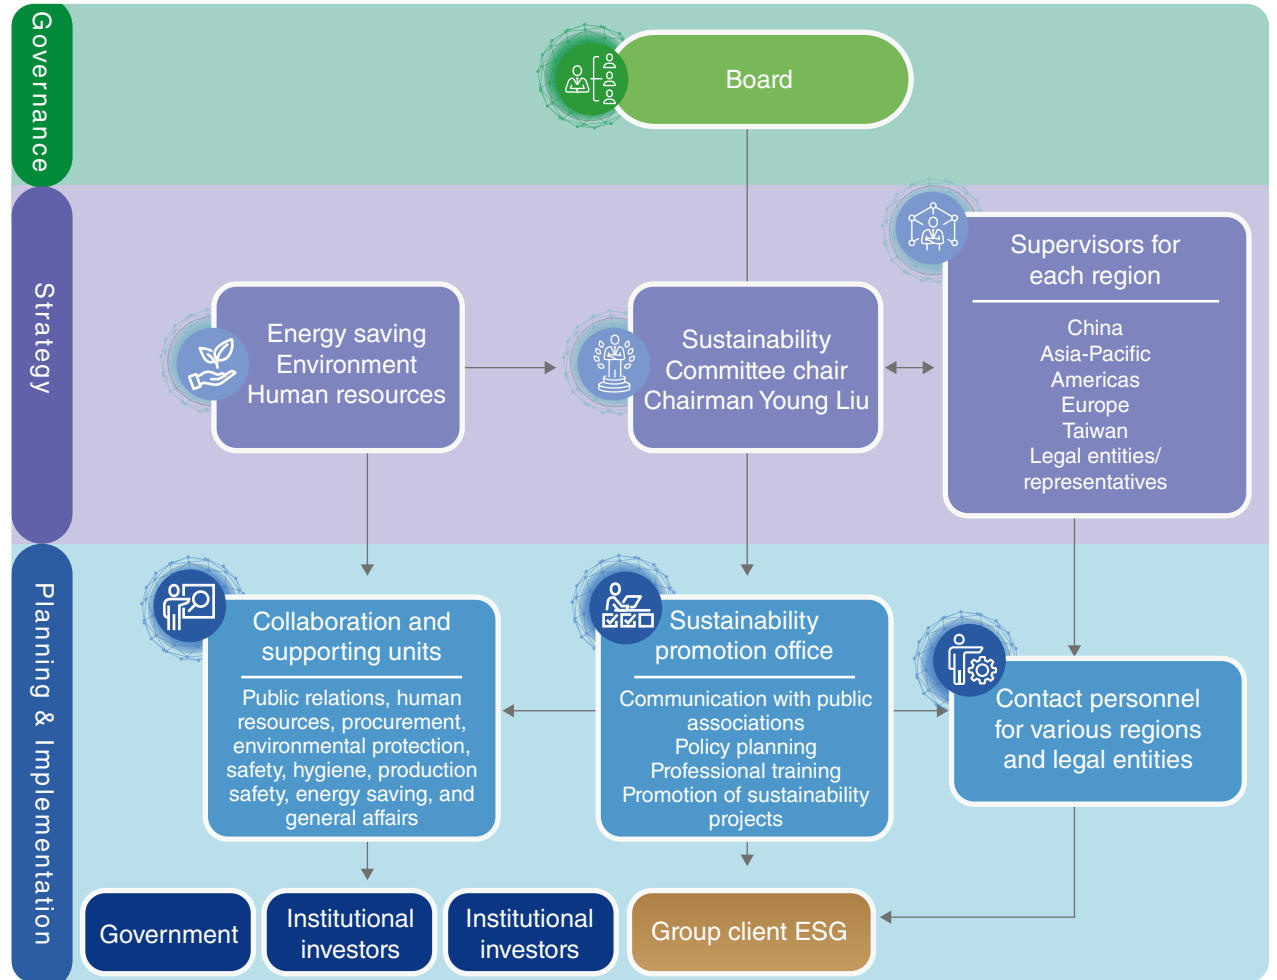 Governance
Board
Strategy
Energy saving
Environment
Human resources
Sustainability
Committee chair
Chairman Young Liu
Supervisors for
each region
China
Asia-Pacific
Americas
Europe
Taiwan
Legal entities/
representatives
Planning & Implementation
Collaboration and
supporting units
Public relations, human
resources, procurement,
environmental protection,
safety, hygiene, production
safety, energy saving, and
general affairs
Sustainability
promotion office
Communication with public
associations
Policy planning
Professional training
Promotion of sustainability
projects
Contact personnel
for various regions
and legal entities
Government
Institutional
investors
Institutional
investors
Group client ESG